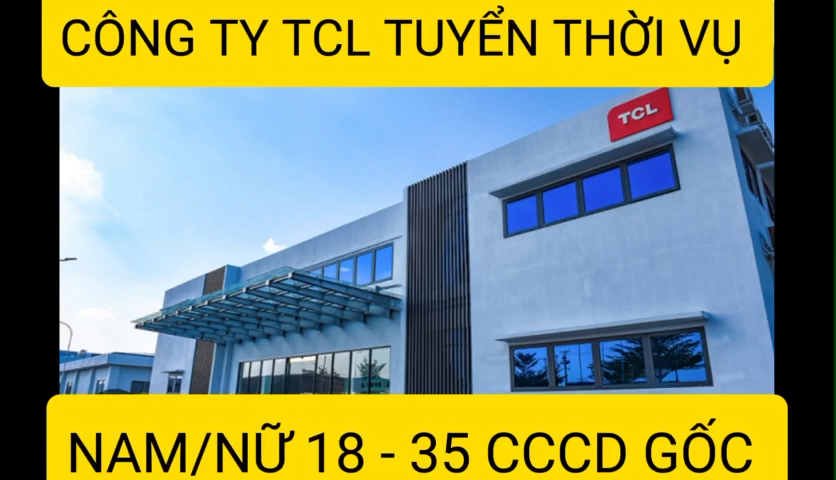 CÔNG TY TCL TUYỂN THỜI VỤ
TCL
NAM/NỮ 18 - 35 CCCD GỐC